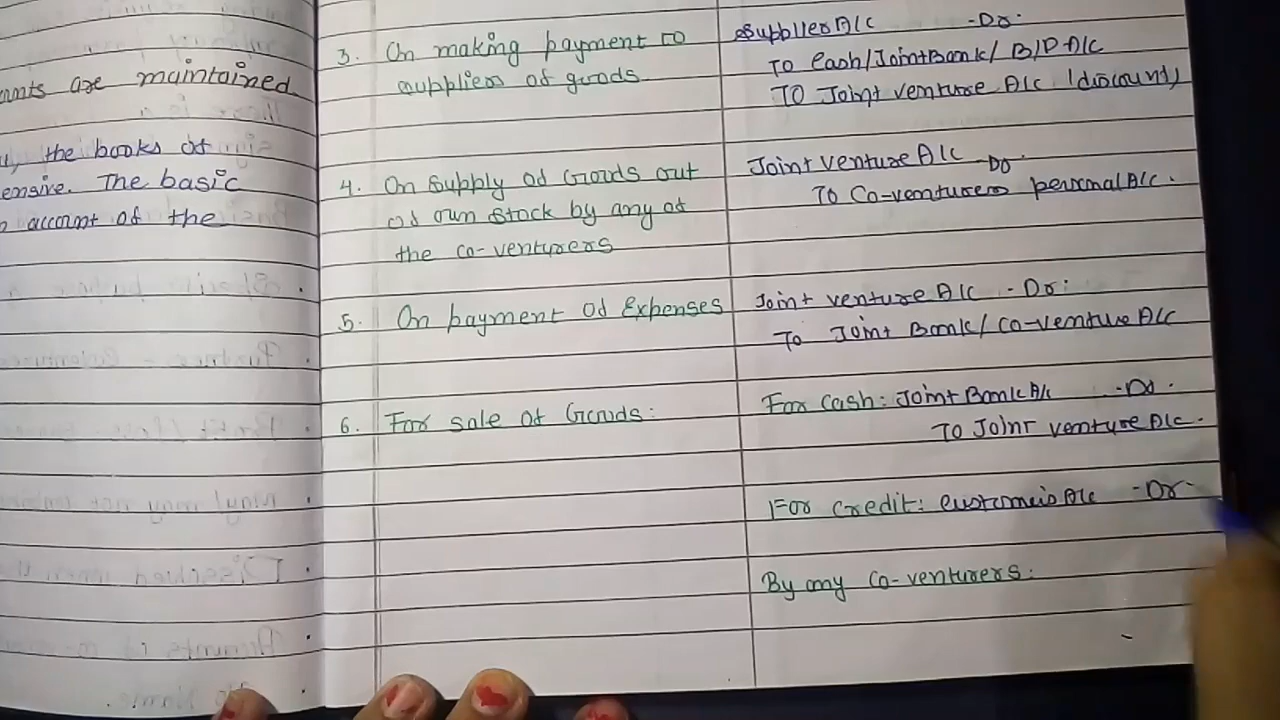 nts are maintained
the books of
ensive. The basic
account of the
3. On making payment to
suppliers of goods
Supplier A/c -Dr.
To Cash/Joint Bank/ B/P A/c
To Joint venture A/c (discount)
4. On supply of Goods out
of own stock by any of
the co-venturers
Joint venture A/c Dr.
To Co-venturers personal A/c.
5. On payment of Expenses
Joint venture A/c - Dr.
To Joint Bank/ Co-venture A/c
6. For sale of Goods:
For cash: Joint Bank A/c -Dr.
To Joint venture A/c.
For credit: customer's A/c -Dr-
By any co-venturers: